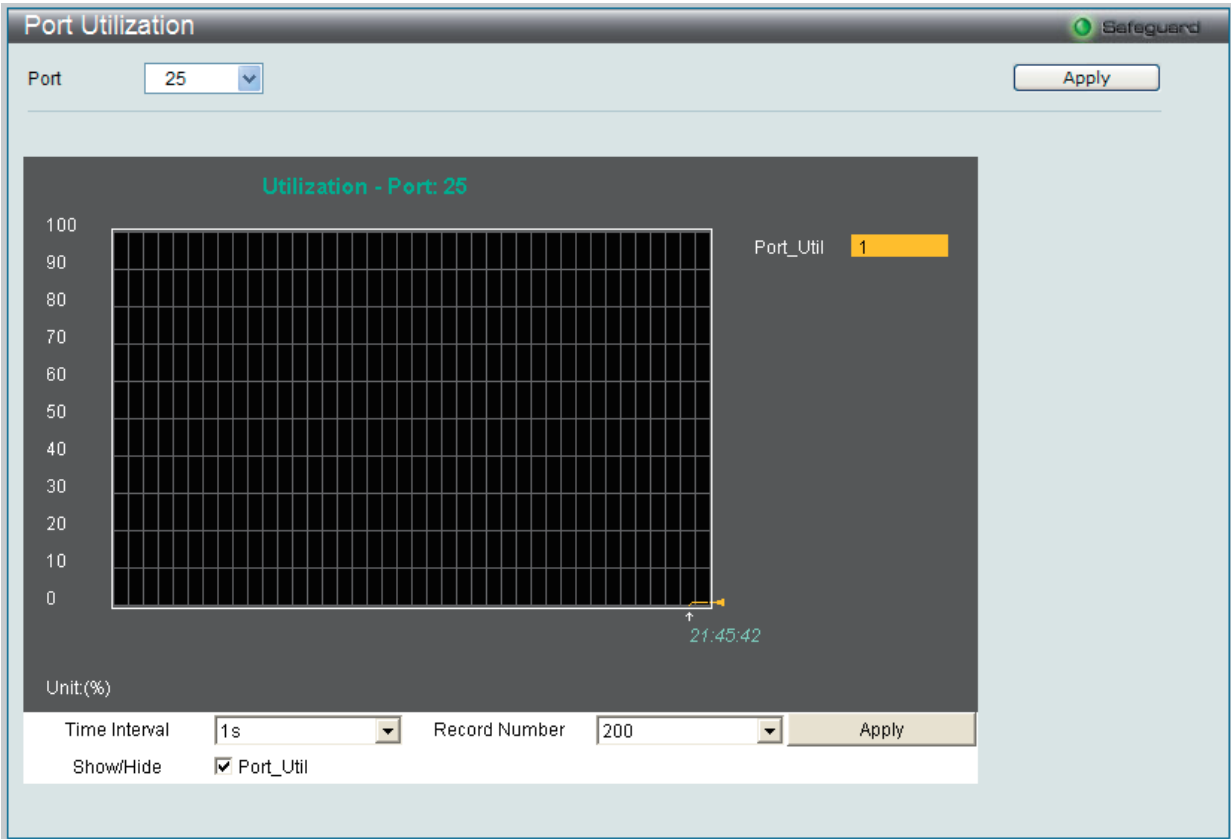 Port Utilization
Safeguard
Port 25 Apply
Utilization - Port: 25
100
Port_Util 1
90
80
70
60
50
40
30
20
10
0
21:45:42
Unit:(%)
Time Interval 1s Record Number 200 Apply
Show/Hide Port_Util